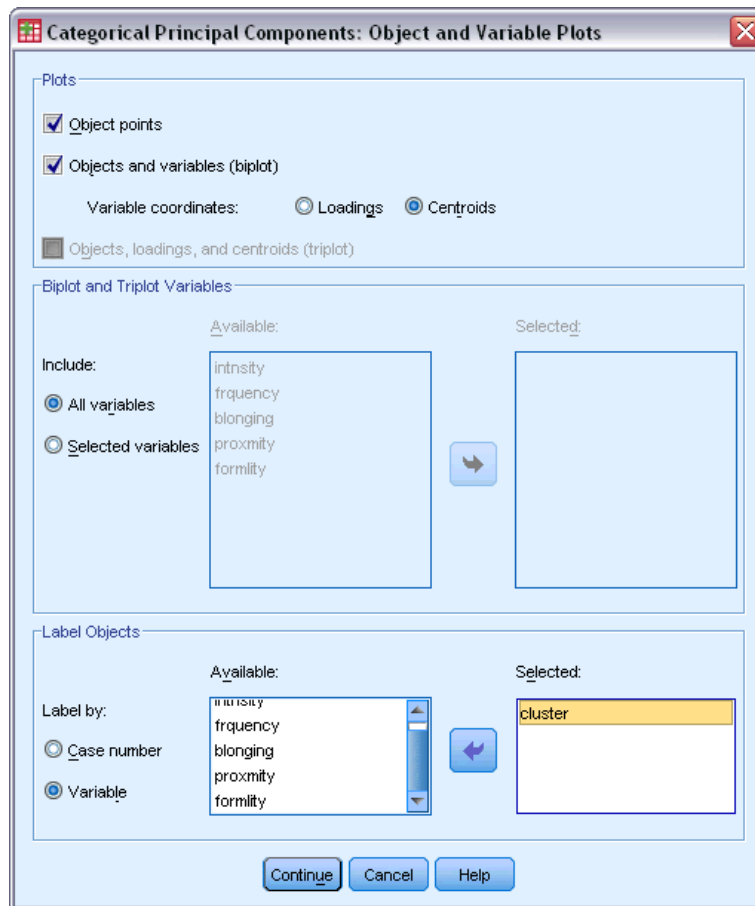 Categorical Principal Components: Object and Variable Plots
Plots
Object points
Objects and variables (biplot)
Variable coordinates: Loadings Centroids
Objects, loadings, and centroids (triplot)
Biplot and Triplot Variables
Available: Selected:
Include:
All variables
Selected variables
intnsity
frquency
blonging
proxmity
formlity
Label Objects
Available: Selected:
Label by:
Case number
Variable
intnsity
frquency
blonging
proxmity
formlity
cluster
Continue Cancel Help